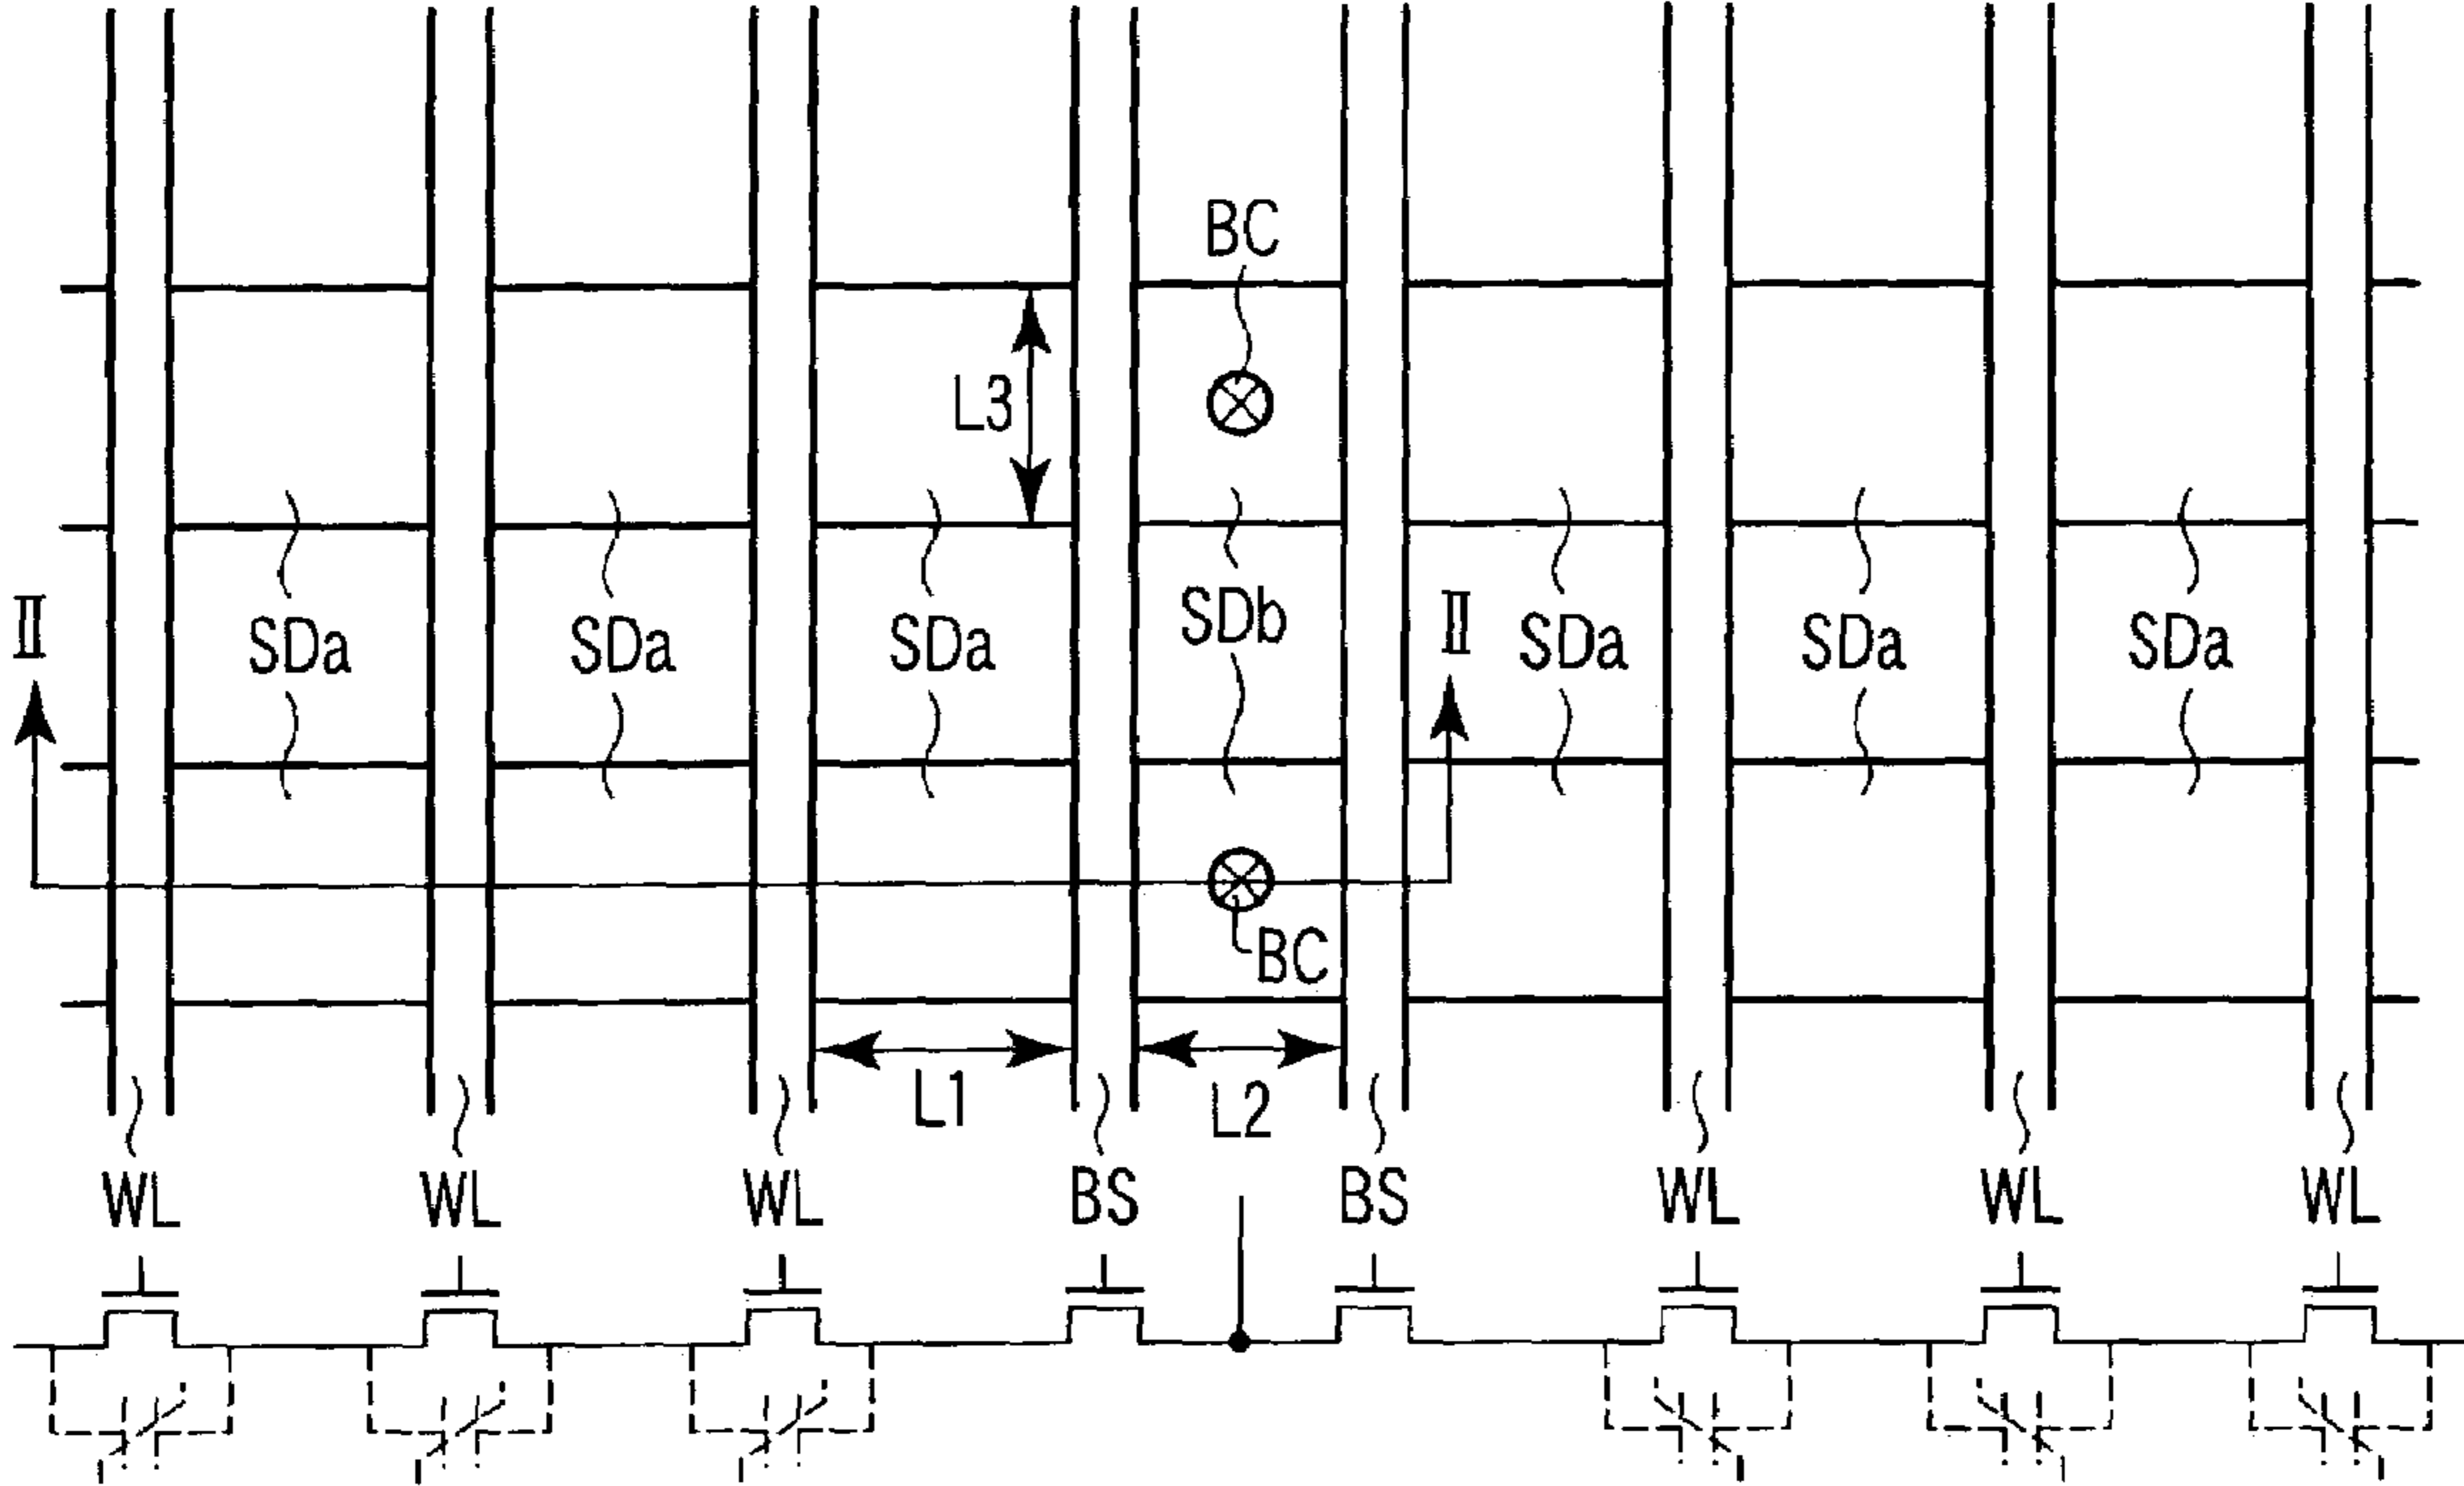 BC
L3
SDb
II SDa SDa SDa II SDa SDa SDa
BC
L1 L2
WL WL WL BS BS WL WL WL